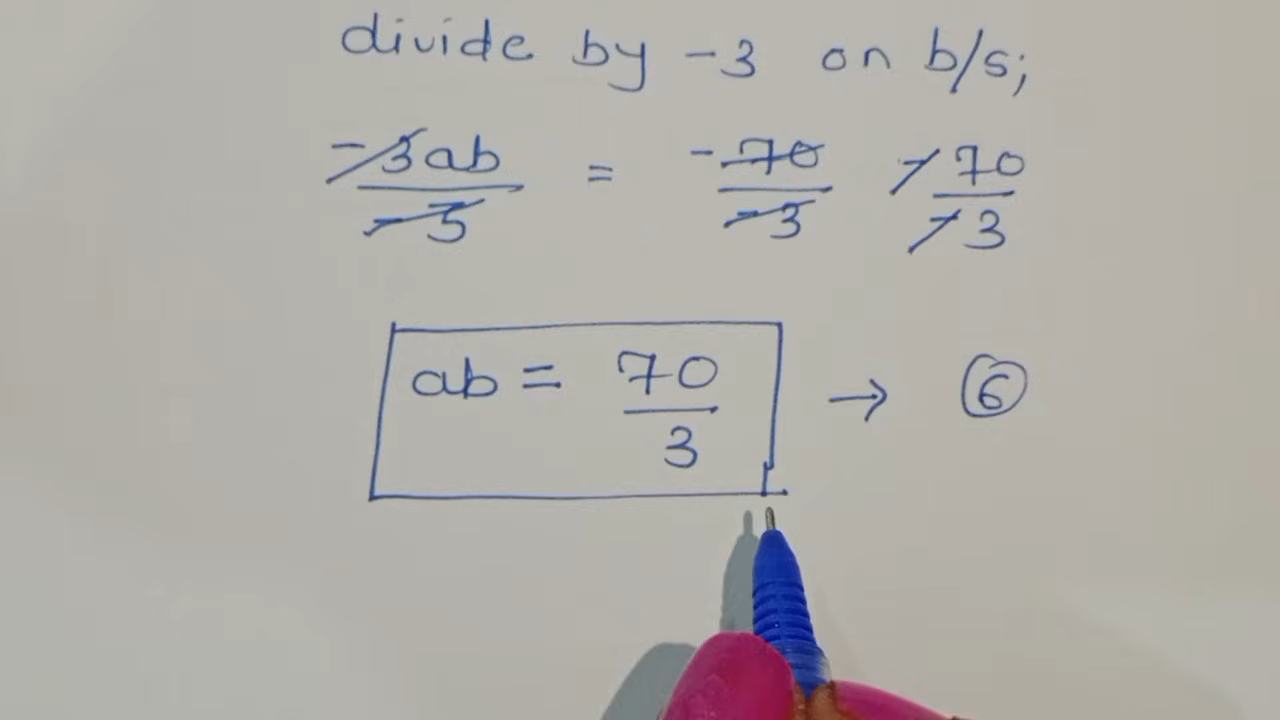 divide by -3 on b/s;
-3ab/-3 = -70/-3 -70/-3
ab = 70/3 → 6